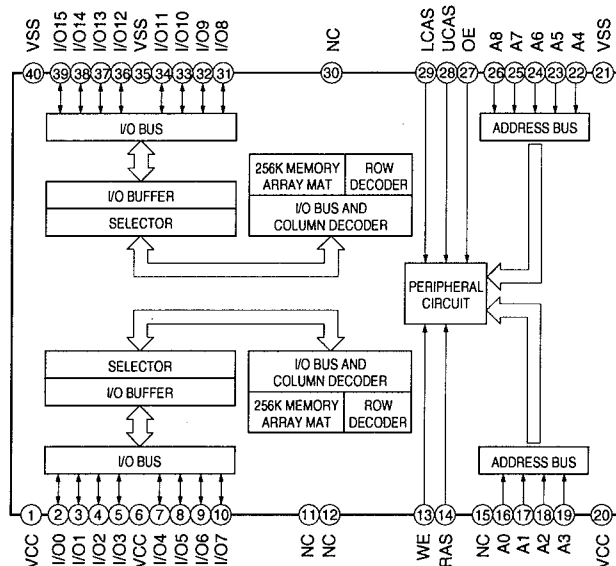 VSS I/O15 I/O14 I/O13 I/O12 VSS I/O11 I/O10 I/O9 I/O8 NC LCAS UCAS OE A8 A7 A6 A5 A4 VSS
40 39 38 37 36 35 34 33 32 31 30 29 28 27 26 25 24 23 22 21
I/O BUS
ADDRESS BUS
I/O BUFFER
SELECTOR
256K MEMORY
ARRAY MAT
ROW
DECODER
I/O BUS AND
COLUMN DECODER
PERIPHERAL
CIRCUIT
SELECTOR
I/O BUFFER
I/O BUS AND
COLUMN DECODER
256K MEMORY
ARRAY MAT
ROW
DECODER
I/O BUS
ADDRESS BUS
1 2 3 4 5 6 7 8 9 10 11 12 13 14 15 16 17 18 19 20
VCC I/O0 I/O1 I/O2 I/O3 VCC I/O4 I/O5 I/O6 I/O7 NC NC WE RAS NC A0 A1 A2 A3 VCC